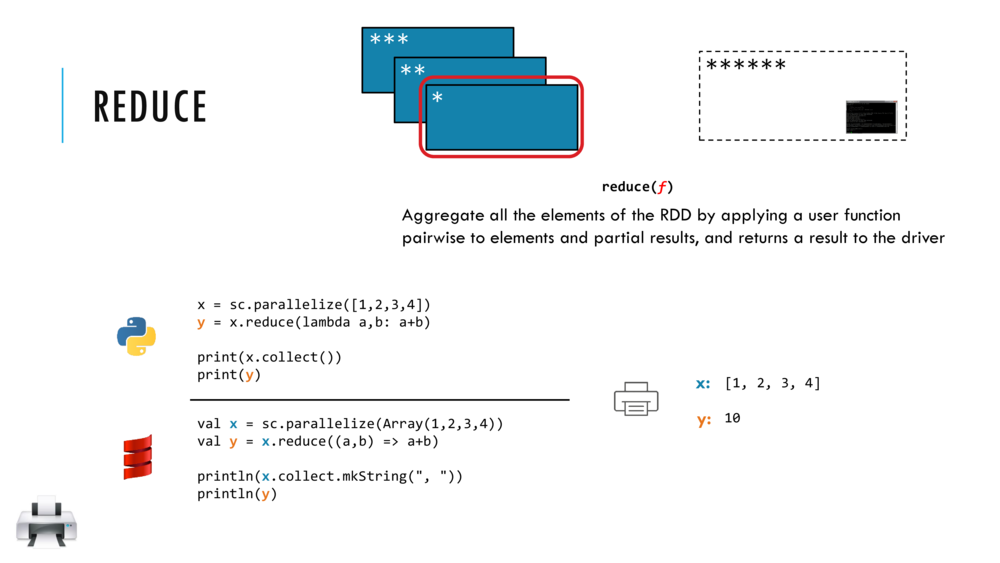 ***
**
*
******
REDUCE
reduce(f)
Aggregate all the elements of the RDD by applying a user function
pairwise to elements and partial results, and returns a result to the driver
x = sc.parallelize([1,2,3,4])
y = x.reduce(lambda a,b: a+b)
print(x.collect())
print(y)
val x = sc.parallelize(Array(1,2,3,4))
val y = x.reduce((a,b) => a+b)
println(x.collect.mkString(", "))
println(y)
x: [1, 2, 3, 4]
y: 10